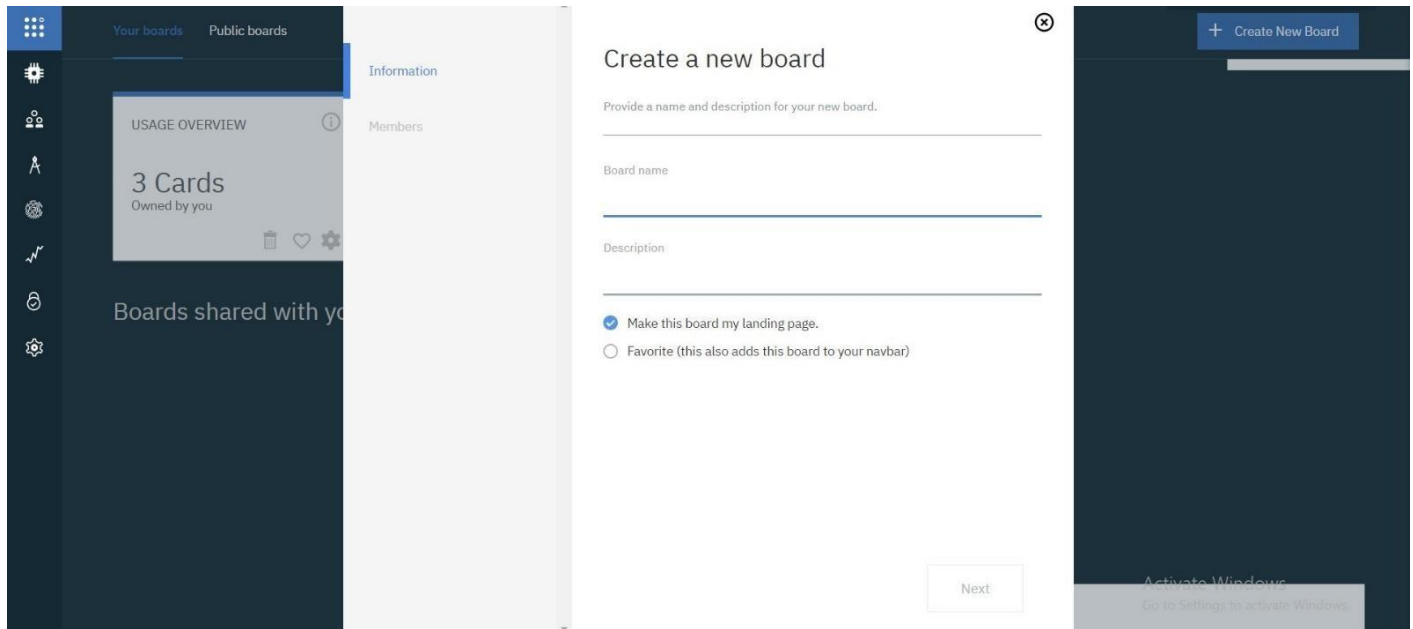 Your boards
Public boards
Create New Board
USAGE OVERVIEW
3 Cards
Owned by you
Boards shared with yo
Information
Members
Create a new board
Provide a name and description for your new board.
Board name
Description
Make this board my landing page.
Favorite (this also adds this board to your navbar)
Next
Activate Windows
Go to Settings to activate Windows.